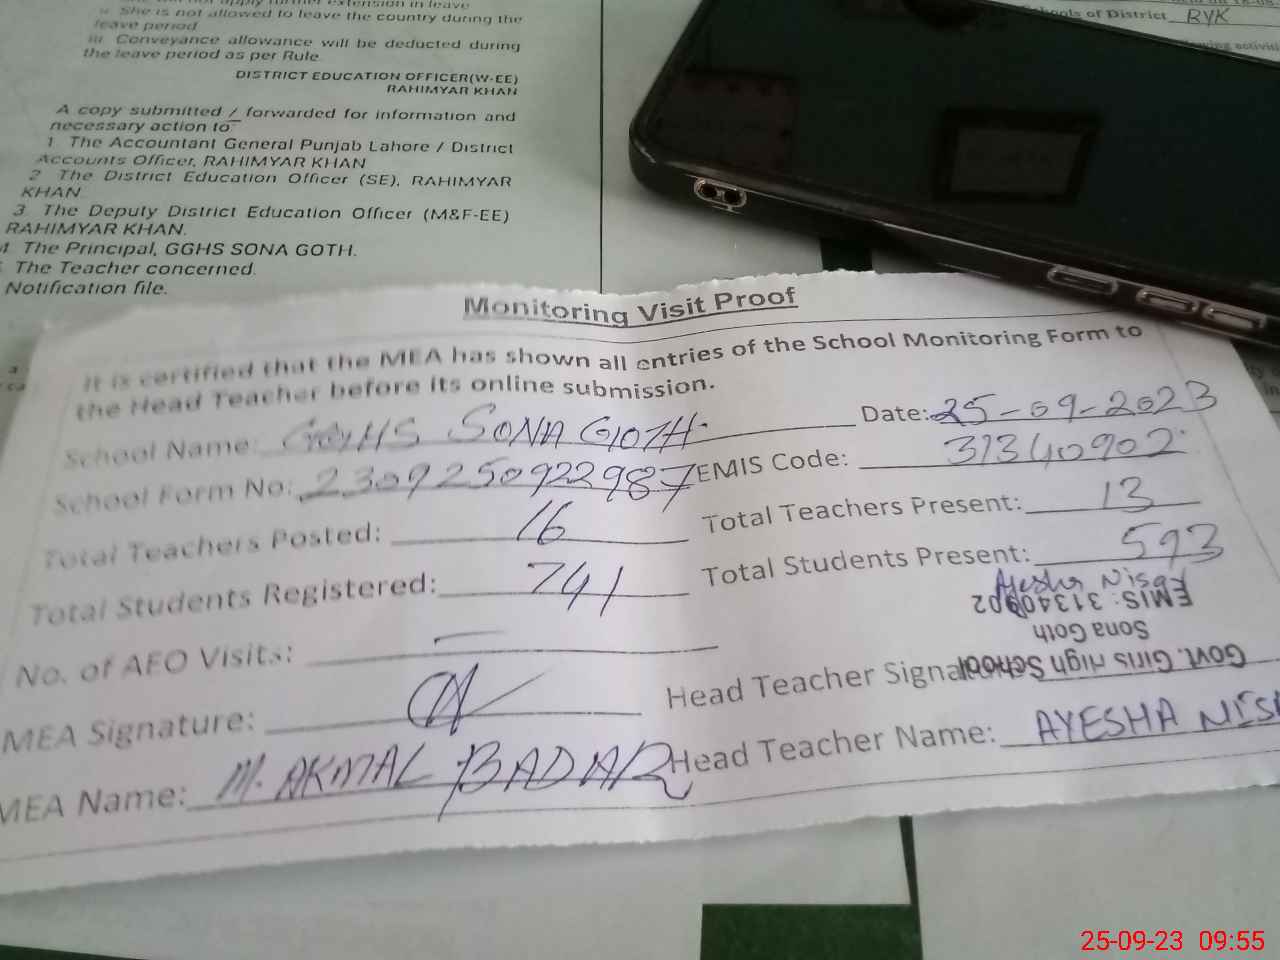 ii. She is not allowed to leave the country during the
leave period
iii Conveyance allowance will be deducted during
the leave period as per Rule.
DISTRICT EDUCATION OFFICER(W-EE)
RAHIMYAR KHAN
A copy submitted / forwarded for information and
necessary action to
1 The Accountant General Punjab Lahore / District
Accounts Officer, RAHIMYAR KHAN
2 The District Education Officer (SE), RAHIMYAR
KHAN.
3 The Deputy District Education Officer (M&F-EE)
RAHIMYAR KHAN.
4. The Principal, GGHS SONA GOTH.
The Teacher concerned.
Notification file.
of District RYK
Monitoring Visit Proof
It is certified that the MEA has shown all entries of the School Monitoring Form to
the Head Teacher before its online submission.
School Name: GGHS SONA GOTH. Date: 25-09-2023
School Form No: 2309250922987 EMIS Code: 31340902
Total Teachers Posted: 16 Total Teachers Present: 13
Total Students Registered: 741 Total Students Present: 593
Ayesha Nisar
EMIS: 31340902
Sona Goth
Govt. Girls High School
No. of AEO Visits: —
MEA Signature: Head Teacher Signature
MEA Name: M. AKMAL BADAR Head Teacher Name: AYESHA NIS
25-09-23 09:55